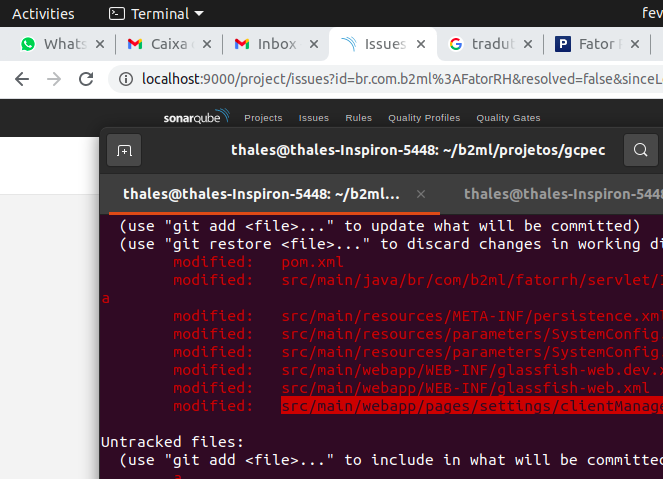 Activities Terminal fev
Whats Caixa Inbox Issues tradut Fator
localhost:9000/project/issues?id=br.com.b2ml%3AFatorRH&resolved=false&sinceL
sonarqube Projects Issues Rules Quality Profiles Quality Gates
thales@thales-Inspiron-5448: ~/b2ml/projetos/gcpec
thales@thales-Inspiron-5448: ~/b2ml... thales@thales-Inspiron-5448
(use "git add <file>..." to update what will be committed)
(use "git restore <file>..." to discard changes in working di
modified: pom.xml
modified: src/main/java/br/com/b2ml/fatorrh/servlet/
a
modified: src/main/resources/META-INF/persistence.xml
modified: src/main/resources/parameters/SystemConfig
modified: src/main/resources/parameters/SystemConfig
modified: src/main/webapp/WEB-INF/glassfish-web.dev.x
modified: src/main/webapp/WEB-INF/glassfish-web.xml
modified: src/main/webapp/pages/settings/clientManage
Untracked files:
(use "git add <file>..." to include in what will be committed